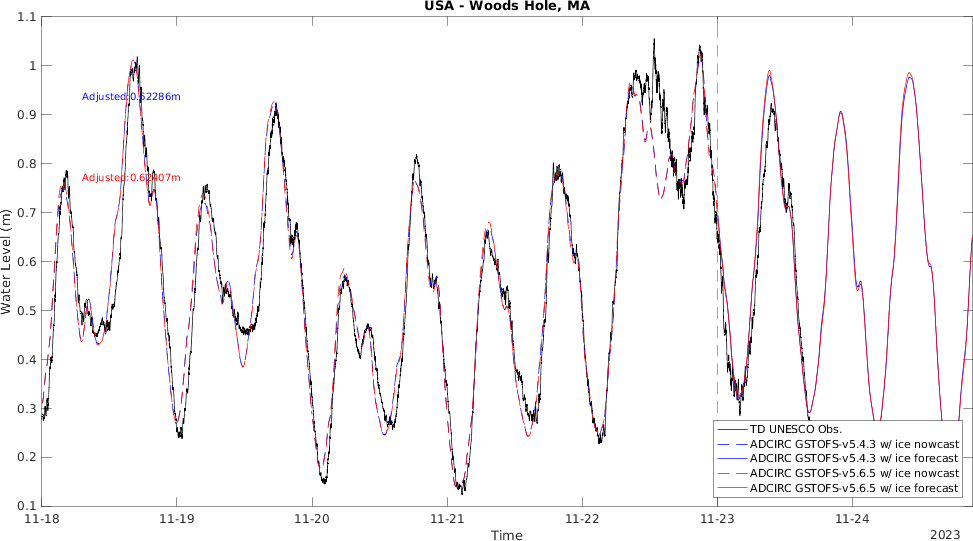 USA - Woods Hole, MA
1.1
1
0.9
0.8
0.7
0.6
0.5
0.4
0.3
0.2
0.1
Water Level (m)
Adjusted:0.62286m
Adjusted:0.62407m
TD UNESCO Obs.
ADCIRC GSTOFS-v5.4.3 w/ ice nowcast
ADCIRC GSTOFS-v5.4.3 w/ ice forecast
ADCIRC GSTOFS-v5.6.5 w/ ice nowcast
ADCIRC GSTOFS-v5.6.5 w/ ice forecast
11-18 11-19 11-20 11-21 11-22 11-23 11-24
Time
2023